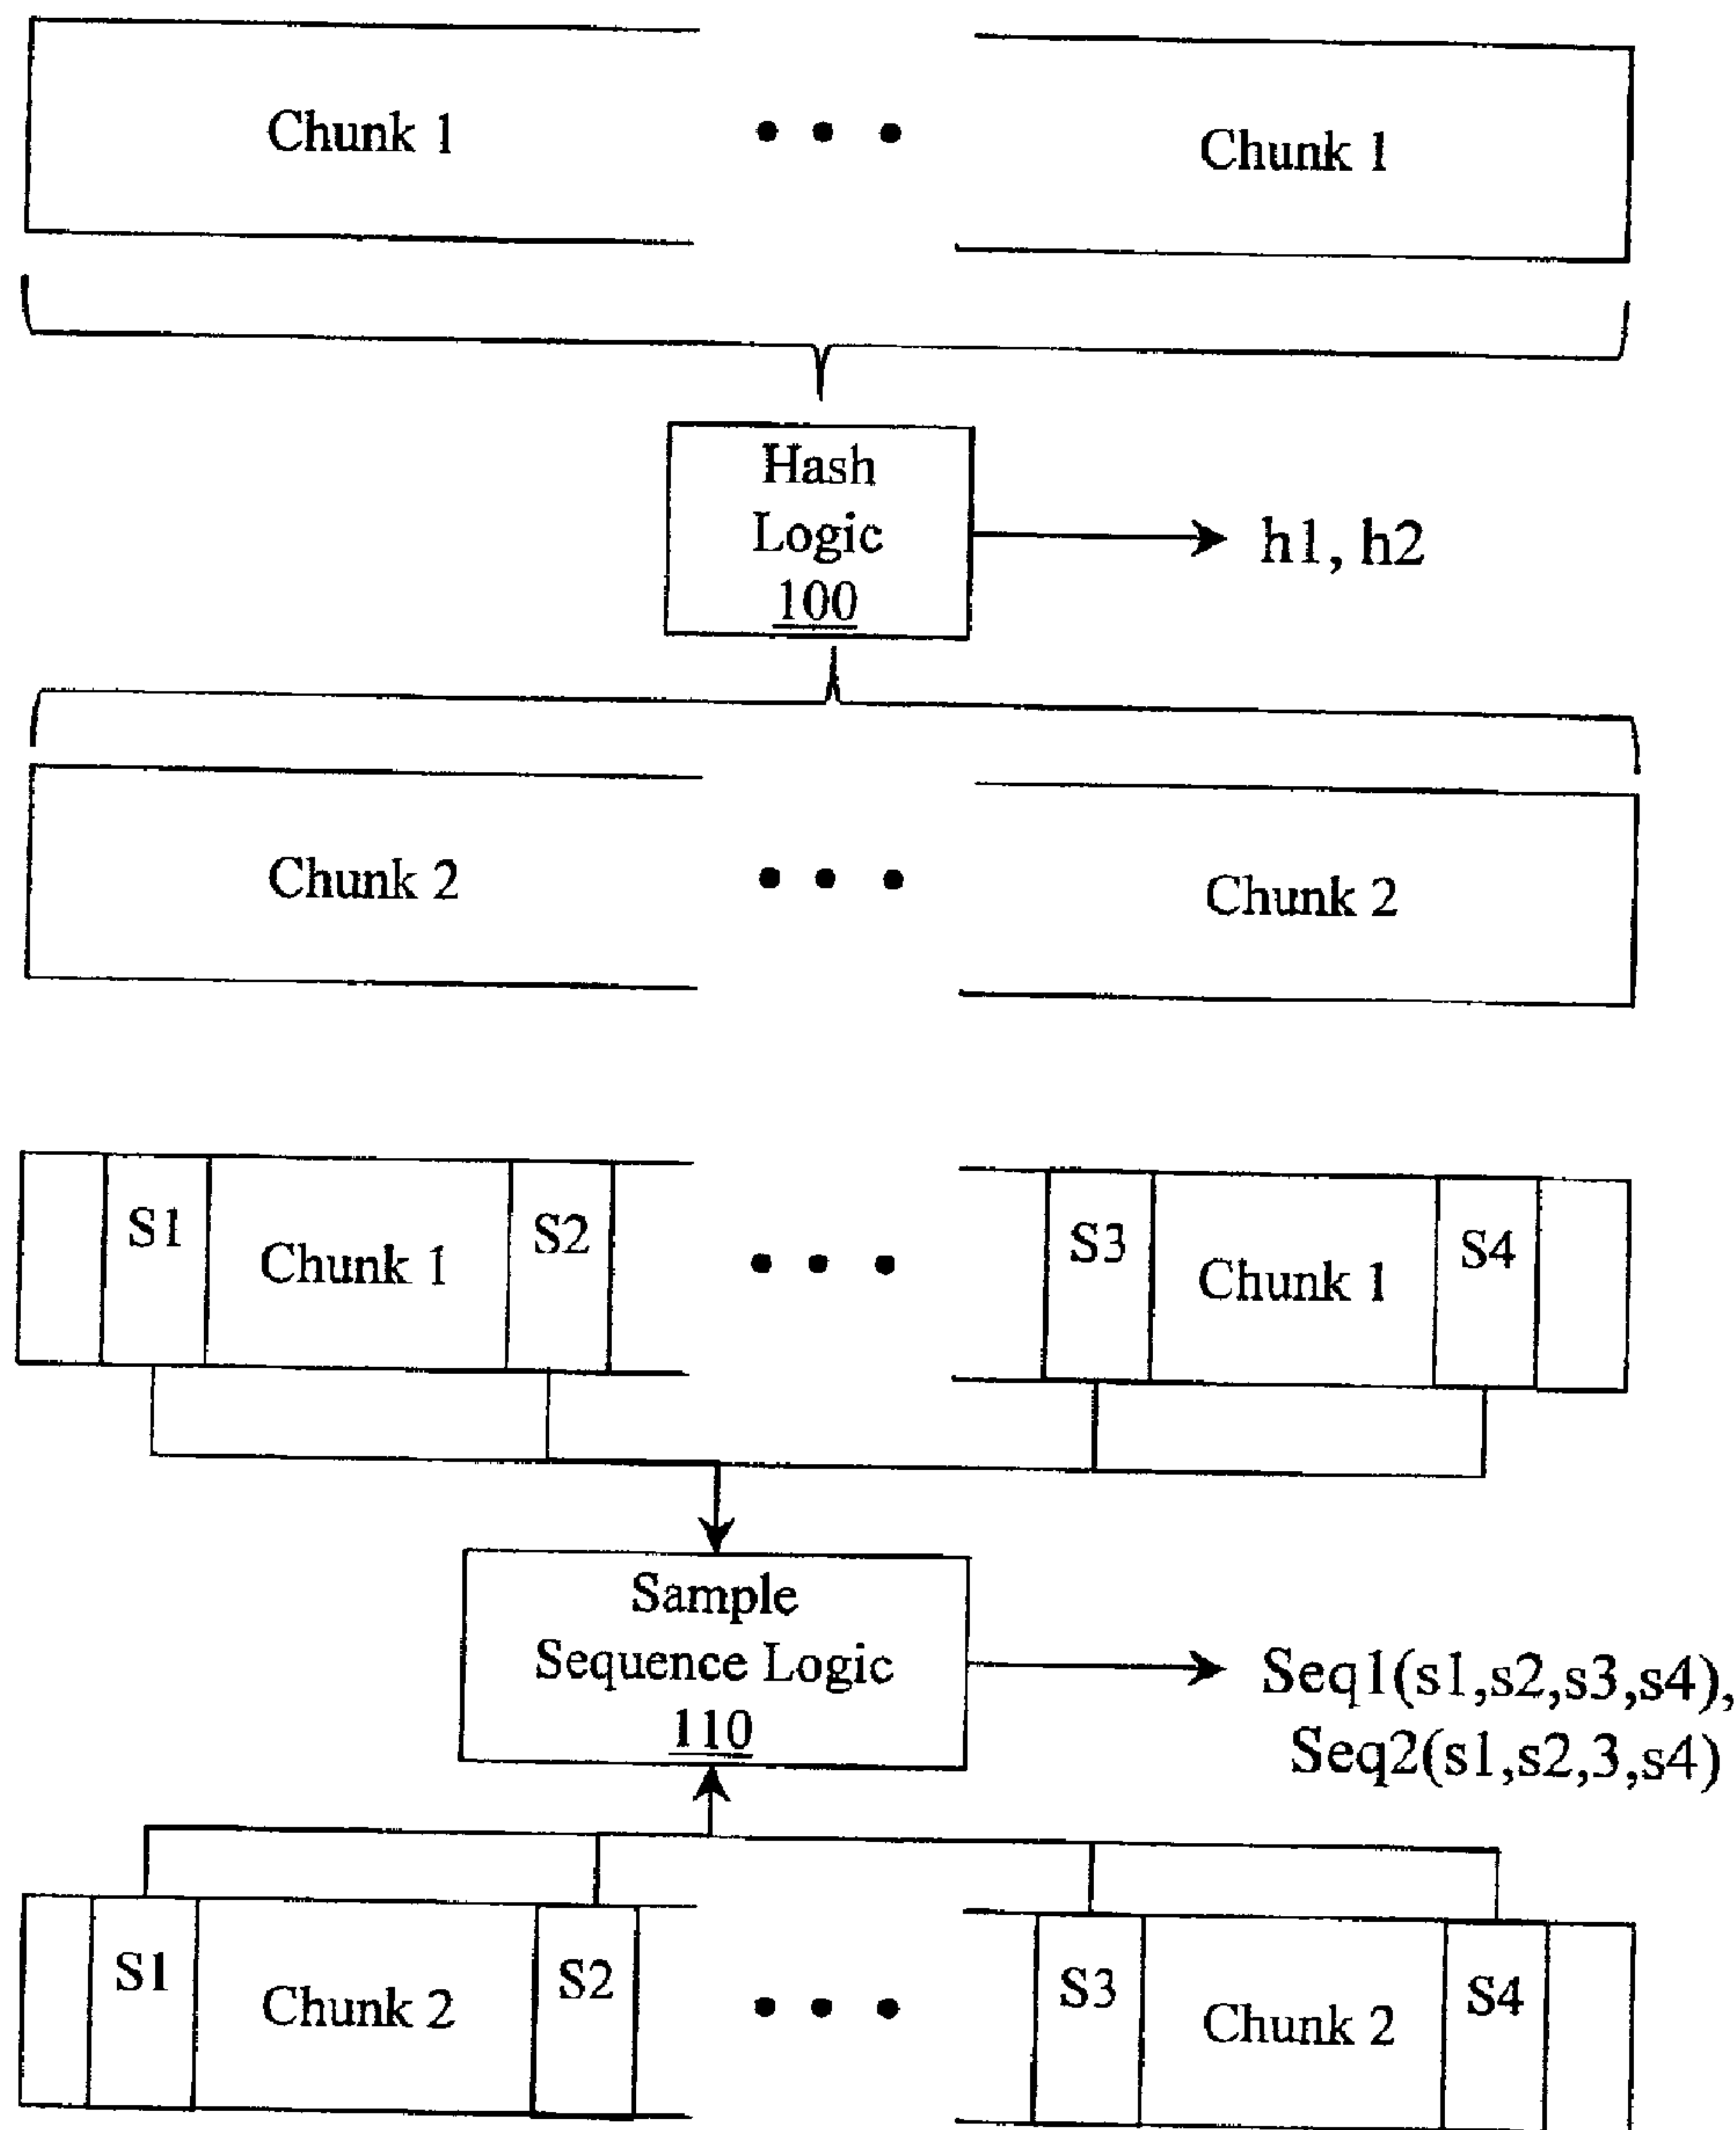 Chunk 1
Chunk 1
Hash
Logic
100
h1, h2
Chunk 2
Chunk 2
S1
Chunk 1
S2
S3
Chunk 1
S4
Sample
Sequence Logic
110
Seq1(s1,s2,s3,s4),
Seq2(s1,s2,3,s4)
S1
Chunk 2
S2
S3
Chunk 2
S4